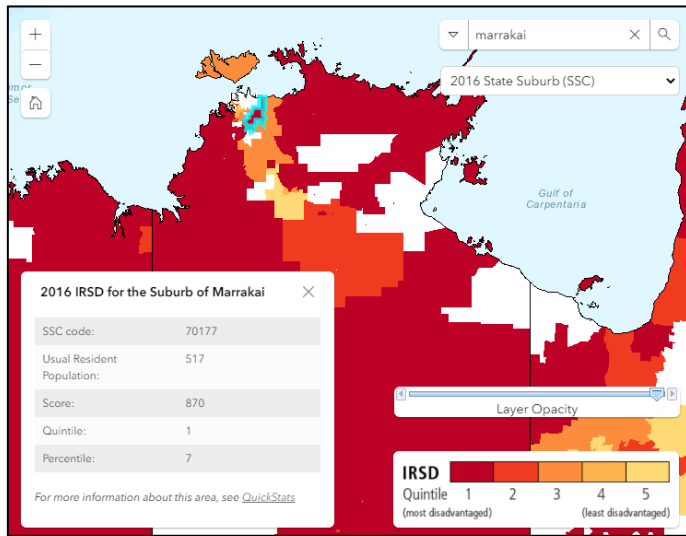 +
−
marrakai
2016 State Suburb (SSC)
Gulf of
Carpentaria
2016 IRSD for the Suburb of Marrakai
SSC code: 70177
Usual Resident 517
Population:
Score: 870
Quintile: 1
Percentile: 7
For more information about this area, see QuickStats
Layer Opacity
IRSD
Quintile 1 2 3 4 5
(most disadvantaged) (least disadvantaged)